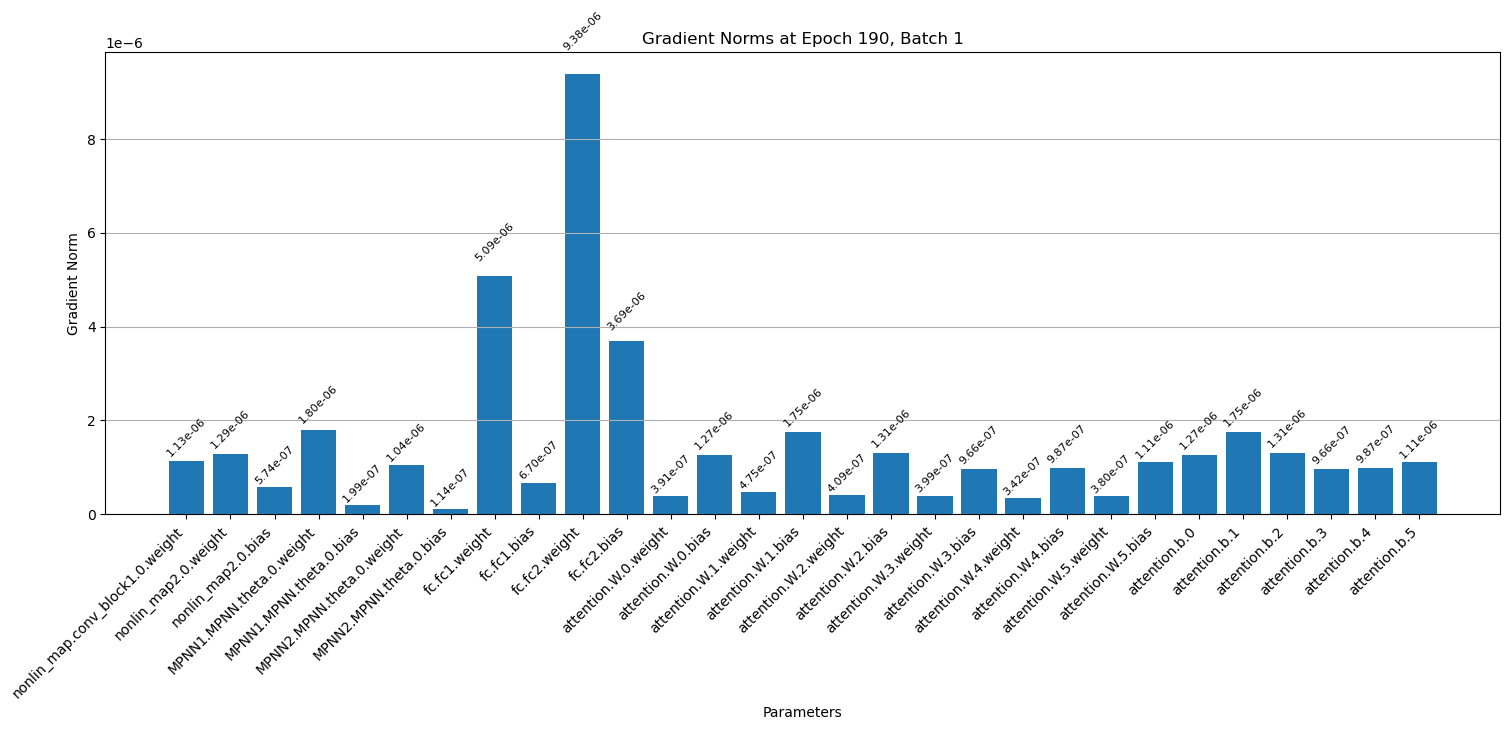 Gradient Norms at Epoch 190, Batch 1
1e−6
Gradient Norm
8
6
4
2
0
1.13e-06
1.29e-06
5.74e-07
1.80e-06
1.99e-07
1.04e-06
1.14e-07
5.09e-06
6.70e-07
9.38e-06
3.69e-06
3.91e-07
1.27e-06
4.75e-07
1.75e-06
4.09e-07
1.31e-06
3.99e-07
9.66e-07
3.42e-07
9.87e-07
3.80e-07
1.11e-06
1.27e-06
1.75e-06
1.31e-06
9.66e-07
9.87e-07
1.11e-06
nonlin_map.conv_block1.0.weight
nonlin_map2.0.weight
nonlin_map2.0.bias
MPNN1.MPNN.theta.0.weight
MPNN1.MPNN.theta.0.bias
MPNN2.MPNN.theta.0.weight
MPNN2.MPNN.theta.0.bias
fc.fc1.weight
fc.fc1.bias
fc.fc2.weight
fc.fc2.bias
attention.W.0.weight
attention.W.0.bias
attention.W.1.weight
attention.W.1.bias
attention.W.2.weight
attention.W.2.bias
attention.W.3.weight
attention.W.3.bias
attention.W.4.weight
attention.W.4.bias
attention.W.5.weight
attention.W.5.bias
attention.b.0
attention.b.1
attention.b.2
attention.b.3
attention.b.4
attention.b.5
Parameters